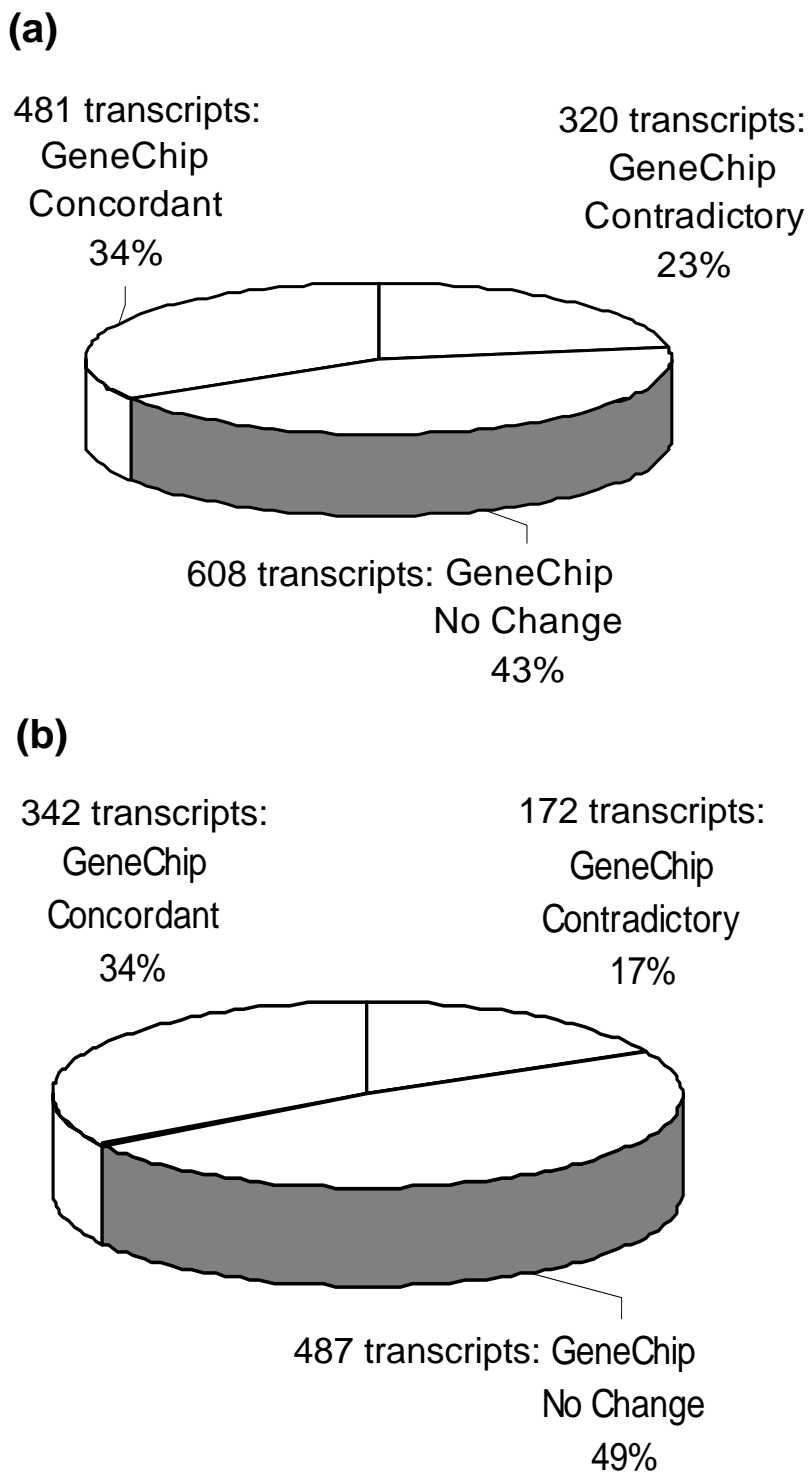 (a)
481 transcripts:
GeneChip
Concordant
34%
320 transcripts:
GeneChip
Contradictory
23%
608 transcripts: GeneChip
No Change
43%
(b)
342 transcripts:
GeneChip
Concordant
34%
172 transcripts:
GeneChip
Contradictory
17%
487 transcripts: GeneChip
No Change
49%